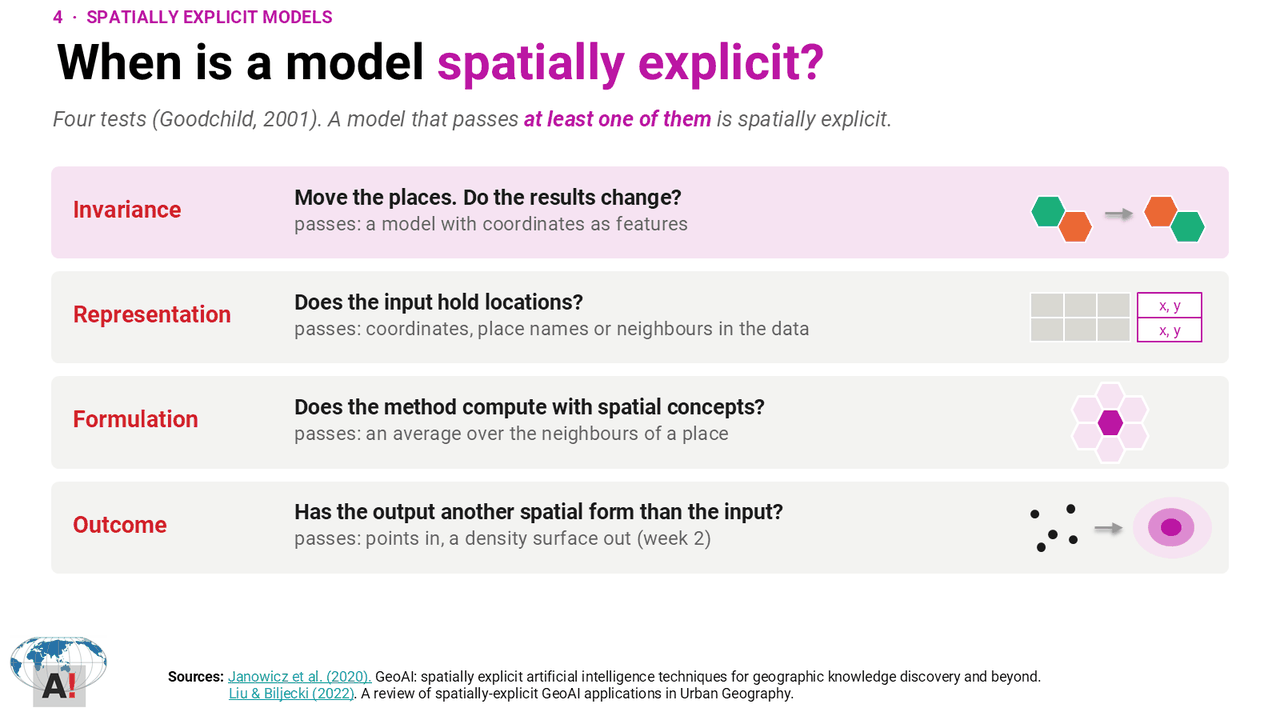 4 · SPATIALLY EXPLICIT MODELS
When is a model spatially explicit?
Four tests (Goodchild, 2001). A model that passes at least one of them is spatially explicit.
Invariance
Move the places. Do the results change?
passes: a model with coordinates as features
Representation
Does the input hold locations?
passes: coordinates, place names or neighbours in the data
x, y
x, y
Formulation
Does the method compute with spatial concepts?
passes: an average over the neighbours of a place
Outcome
Has the output another spatial form than the input?
passes: points in, a density surface out (week 2)
A!
Sources: Janowicz et al. (2020). GeoAI: spatially explicit artificial intelligence techniques for geographic knowledge discovery and beyond.
Liu & Biljecki (2022). A review of spatially-explicit GeoAI applications in Urban Geography.